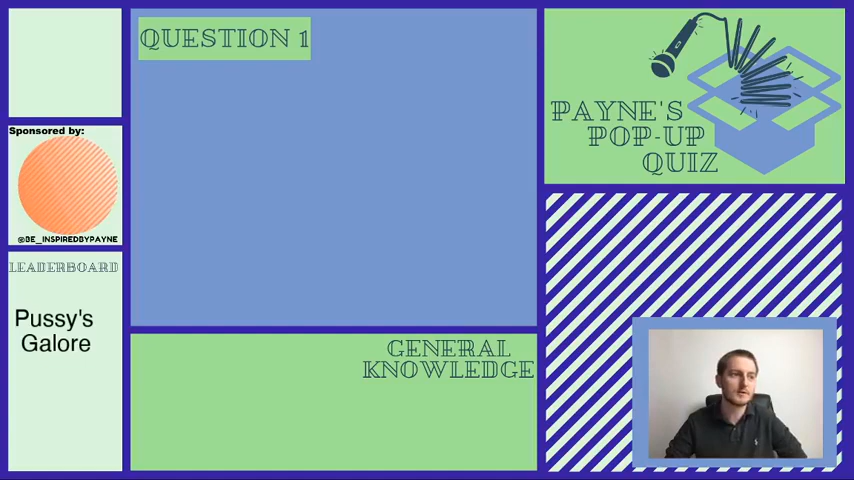 QUESTION 1
PAYNE'S
POP-UP
QUIZ
Sponsored by:
@BE_INSPIREDBYPAYNE
LEADERBOARD
Pussy's
Galore
GENERAL
KNOWLEDGE